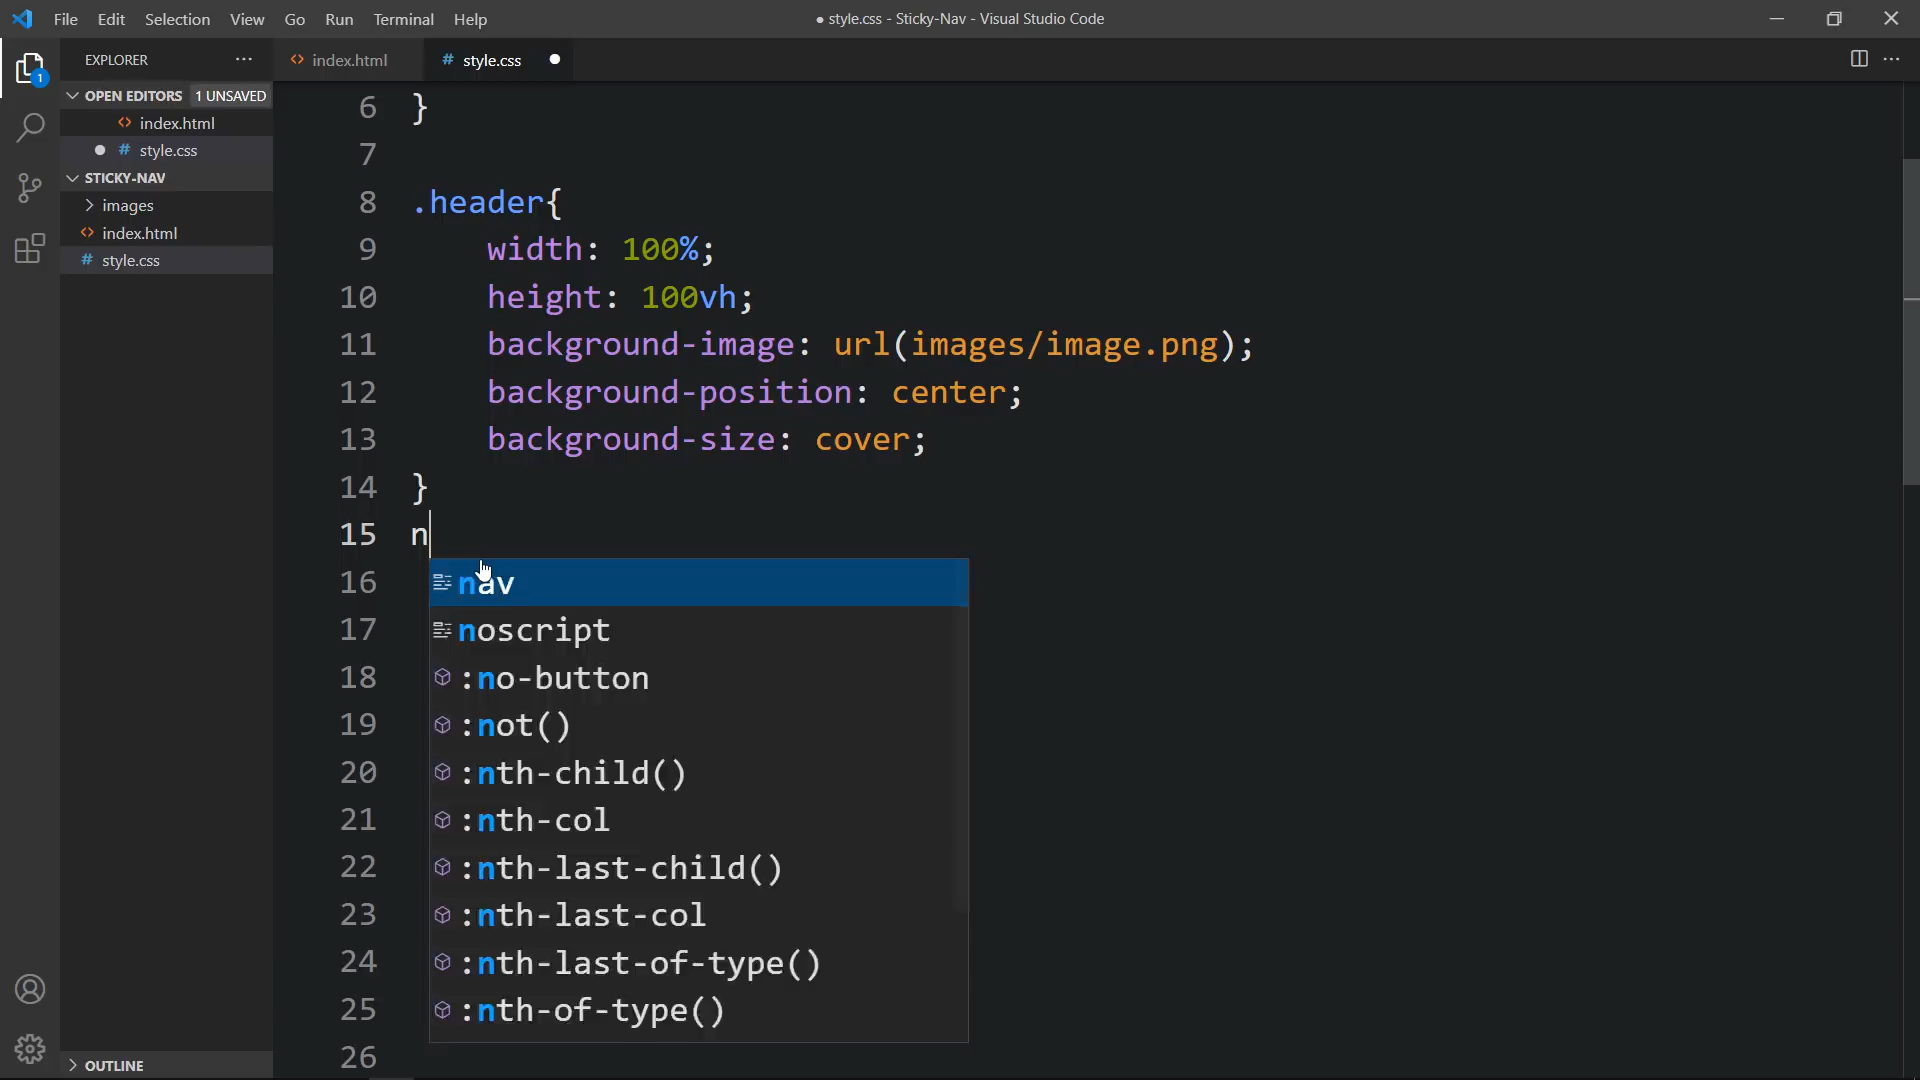 File Edit Selection View Go Run Terminal Help
● style.css - Sticky-Nav - Visual Studio Code
EXPLORER
index.html
# style.css
OPEN EDITORS 1 UNSAVED
index.html
# style.css
STICKY-NAV
images
index.html
# style.css
OUTLINE
1
6 }
7
8 .header{
9 width: 100%;
10 height: 100vh;
11 background-image: url(images/image.png);
12 background-position: center;
13 background-size: cover;
14 }
15 n
16 nav
17 noscript
18 :no-button
19 :not()
20 :nth-child()
21 :nth-col
22 :nth-last-child()
23 :nth-last-col
24 :nth-last-of-type()
25 :nth-of-type()
26